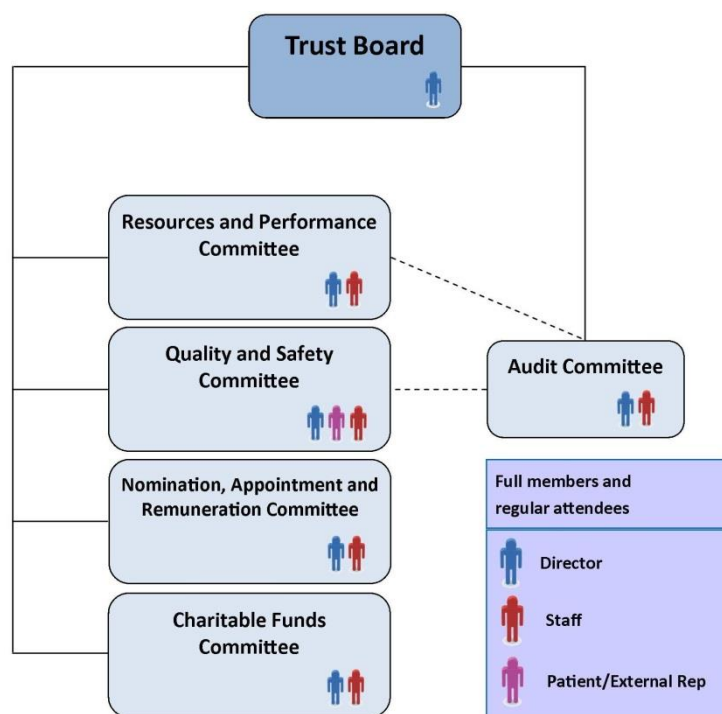 Trust Board
Resources and Performance
Committee
Quality and Safety
Committee
Audit Committee
Nomination, Appointment and
Remuneration Committee
Charitable Funds
Committee
Full members and
regular attendees
Director
Staff
Patient/External Rep